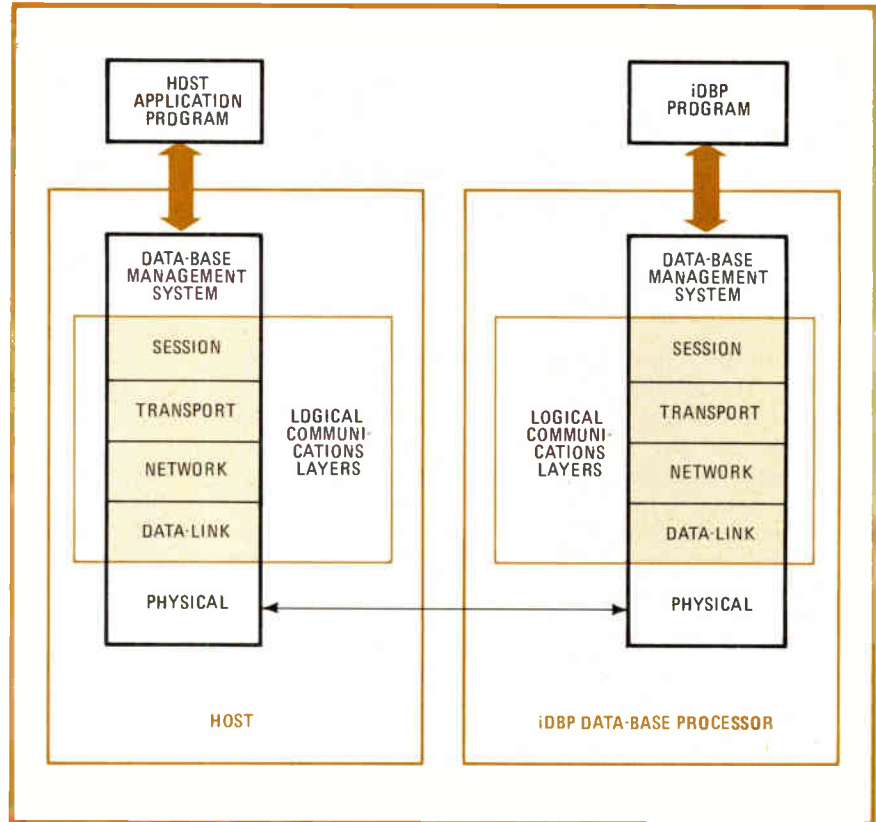 HOST
APPLICATION
PROGRAM
iDBP
PROGRAM
DATA-BASE
MANAGEMENT
SYSTEM
SESSION
TRANSPORT
NETWORK
DATA-LINK
PHYSICAL
LOGICAL
COMMUNI-
CATIONS
LAYERS
HOST
DATA-BASE
MANAGEMENT
SYSTEM
SESSION
TRANSPORT
NETWORK
DATA-LINK
PHYSICAL
LOGICAL
COMMUNI-
CATIONS
LAYERS
iDBP DATA-BASE PROCESSOR